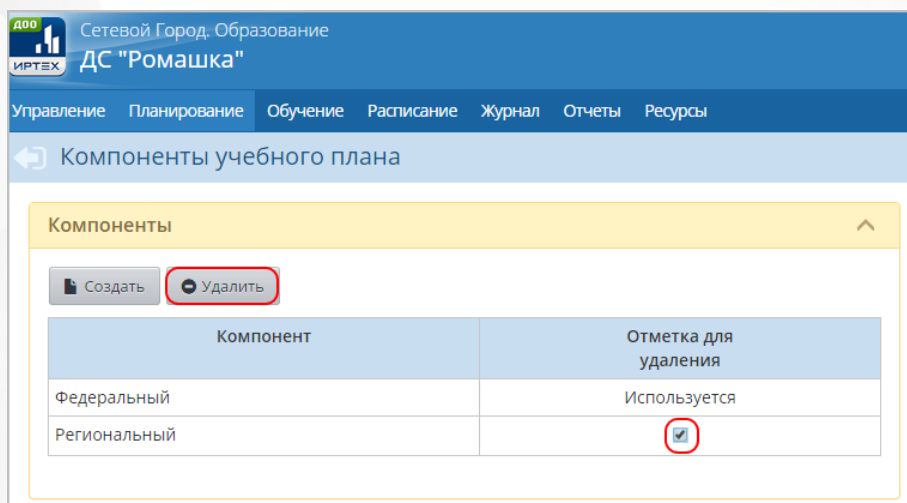 ДОО
ИРТЕХ
Сетевой Город. Образование
ДС "Ромашка"
Управление Планирование Обучение Расписание Журнал Отчеты Ресурсы
Компоненты учебного плана
Компоненты
Создать Удалить
Компонент Отметка для
удаления
Федеральный Используется
Региональный